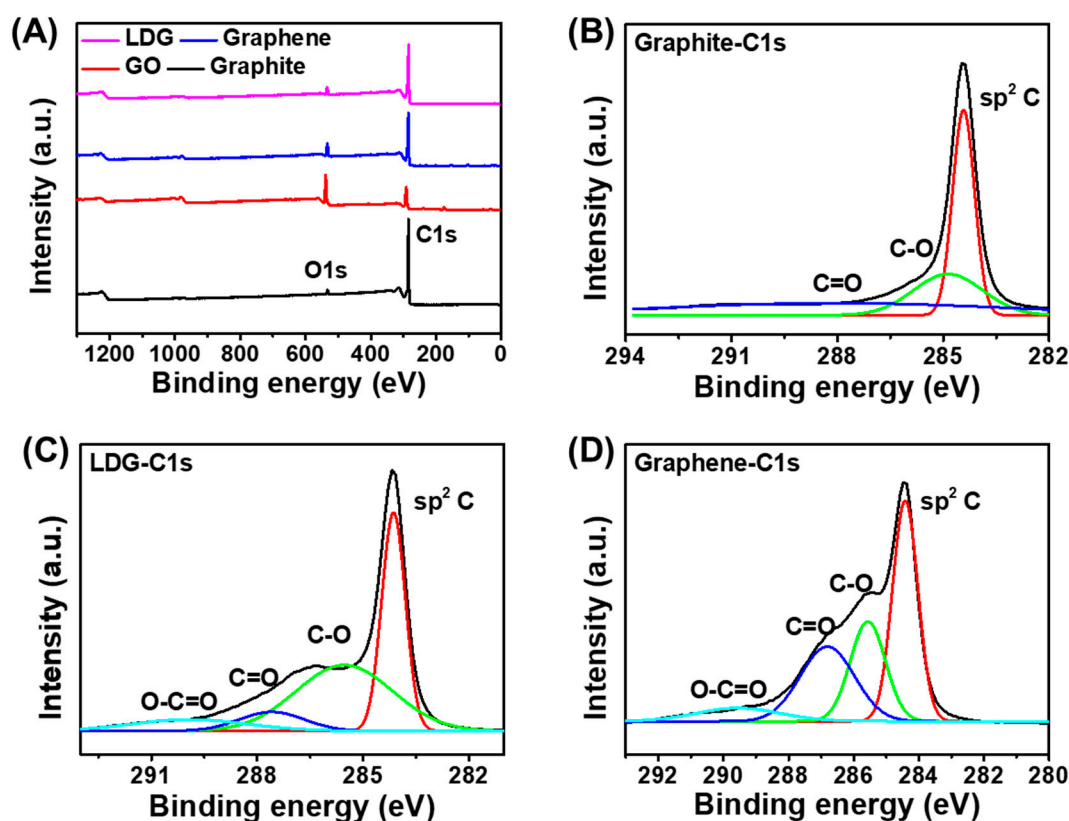 (A)
LDG Graphene
GO Graphite
C1s
O1s
1200 1000 800 600 400 200 0
Binding energy (eV)
Intensity (a.u.)
(B)
Graphite-C1s
sp² C
C-O
C=O
294 291 288 285 282
Binding energy (eV)
Intensity (a.u.)
(C)
LDG-C1s
sp² C
C-O
C=O
O-C=O
291 288 285 282
Binding energy (eV)
Intensity (a.u.)
(D)
Graphene-C1s
sp² C
C-O
C=O
O-C=O
292 290 288 286 284 282 280
Binding energy (eV)
Intensity (a.u.)